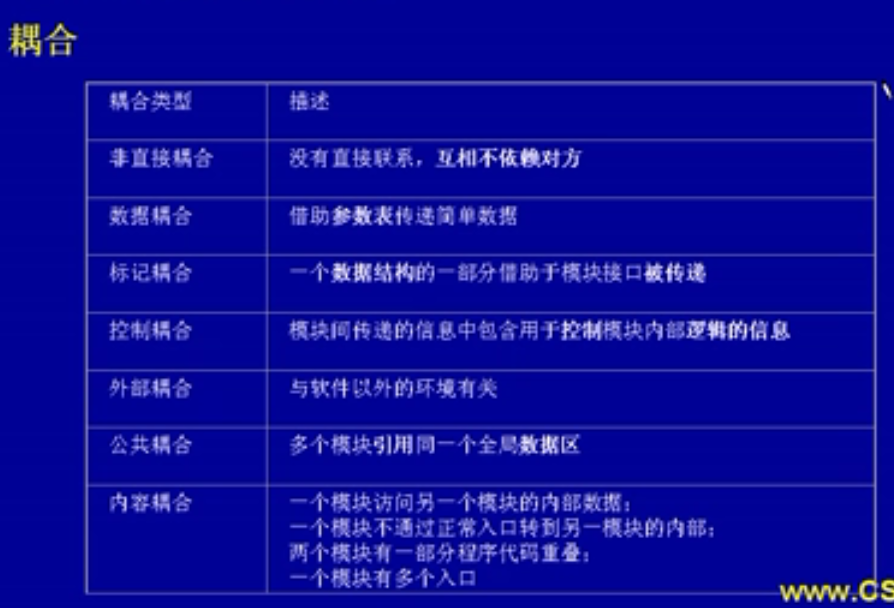 耦合
耦合类型 描述
非直接耦合 没有直接联系，互相不依赖对方
数据耦合 借助参数表传递简单数据
标记耦合 一个数据结构的一部分借助于模块接口被传递
控制耦合 模块间传递的信息中包含用于控制模块内部逻辑的信息
外部耦合 与软件以外的环境有关
公共耦合 多个模块引用同一个全局数据区
内容耦合 一个模块访问另一个模块的内部数据；
一个模块不通过正常入口转到另一模块的内部；
两个模块有一部分程序代码重叠；
一个模块有多个入口
www.CS